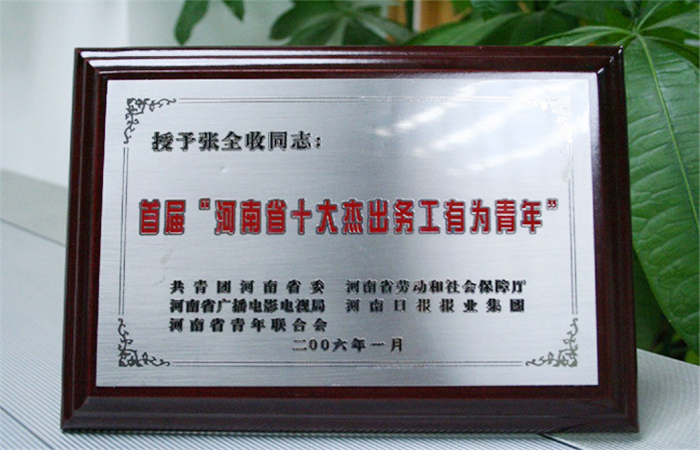 授予张全收同志：
首届“河南省十大杰出务工有为青年”
共青团河南省委 河南省劳动和社会保障厅
河南省广播电影电视局 河南日报报业集团
河南省青年联合会
二00六年一月